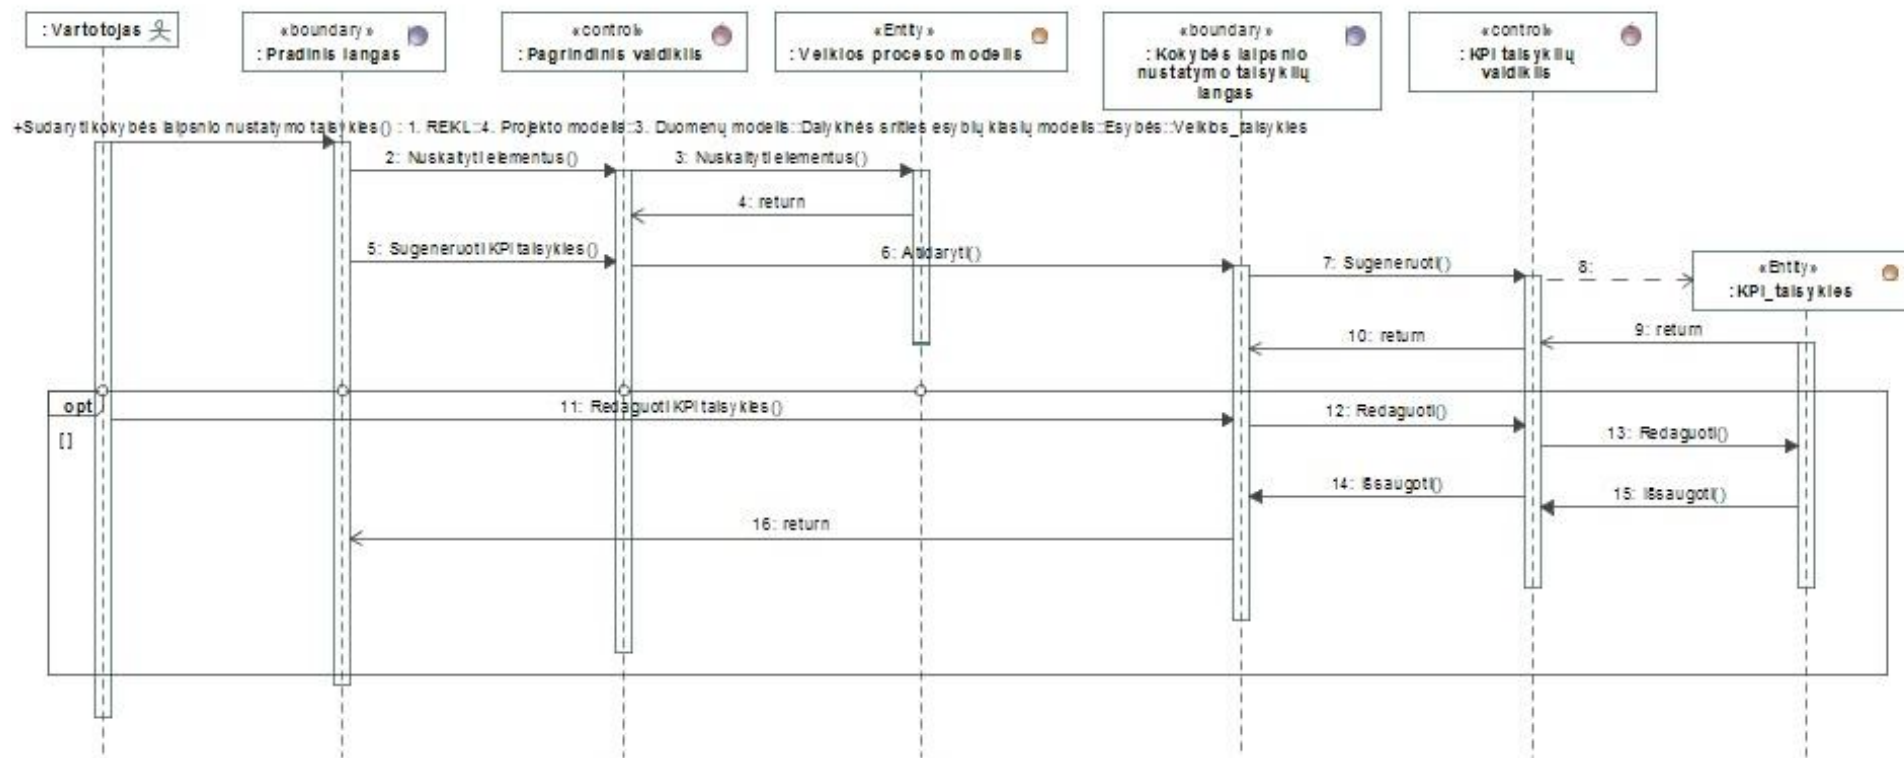 : Vartotojas
«boundary»
: Pradinis langas
«control»
: Pagrindinis valdiklis
«Entity»
: Veiklos proceso modelis
«boundary»
: Kokybės laipsnio
nustatymo taisyklių
langas
«control»
: KPI taisyklių
valdiklis
+Sudaryti kokybės laipsnio nustatymo taisykles() : 1. REIKL::4. Projekto modelis::3. Duomenų modelis::Dalykinės srities esybių klasių modelis::Esybės::Veiklos_taisyklės
2: Nuskaityti elementus()
3: Nuskaityti elementus()
4: return
5: Sugeneruoti KPI taisykles()
6: Atidaryti()
7: Sugeneruoti()
8:
«Entity»
: KPI_taisyklės
9: return
10: return
opt
11: Redaguoti KPI taisykles()
12: Redaguoti()
[]
13: Redaguoti()
14: Išsaugoti()
15: Išsaugoti()
16: return